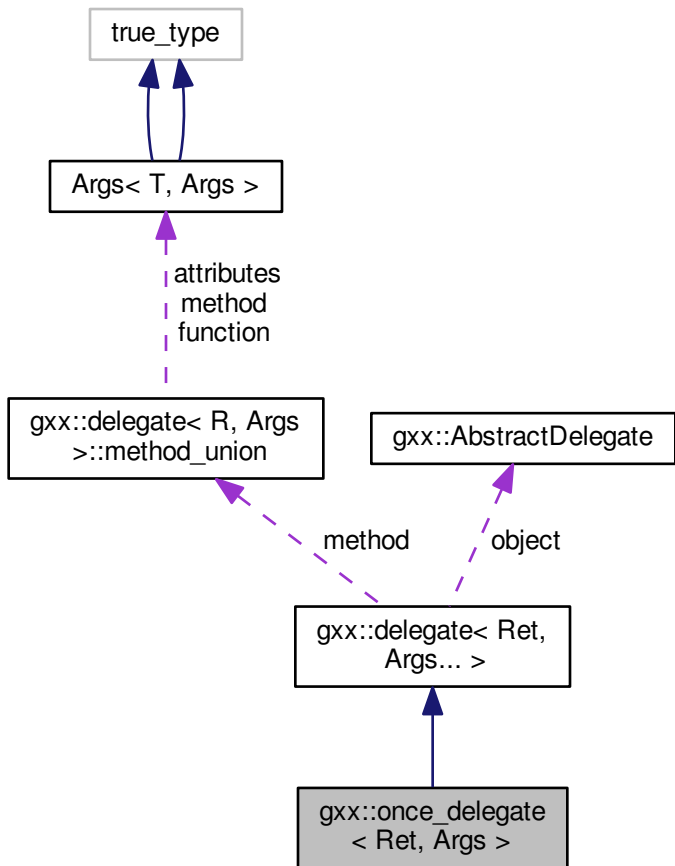 true_type
Args< T, Args >
attributes
method
function
gxx::delegate< R, Args
>::method_union
gxx::AbstractDelegate
method
object
gxx::delegate< Ret,
Args... >
gxx::once_delegate
< Ret, Args >